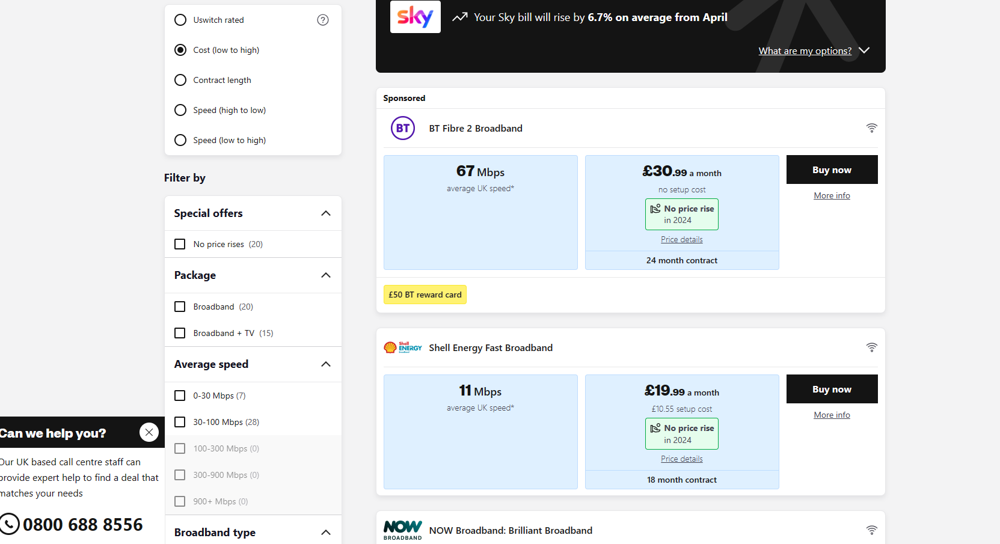 Uswitch rated
?
Cost (low to high)
Contract length
Speed (high to low)
Speed (low to high)
Filter by
Special offers
No price rises (20)
Package
Broadband (20)
Broadband + TV (15)
Average speed
0-30 Mbps (7)
30-100 Mbps (28)
100-300 Mbps (0)
300-900 Mbps (0)
900+ Mbps (0)
Broadband type
Can we help you?
Our UK based call centre staff can
provide expert help to find a deal that
matches your needs
0800 688 8556
sky
Your Sky bill will rise by 6.7% on average from April
What are my options?
Sponsored
BT
BT Fibre 2 Broadband
67 Mbps
average UK speed*
£30.99 a month
no setup cost
No price rise
in 2024
Price details
24 month contract
Buy now
More info
£50 BT reward card
Shell
ENERGY
Broadband
Shell Energy Fast Broadband
11 Mbps
average UK speed*
£19.99 a month
£10.55 setup cost
No price rise
in 2024
Price details
18 month contract
Buy now
More info
NOW
BROADBAND
NOW Broadband: Brilliant Broadband